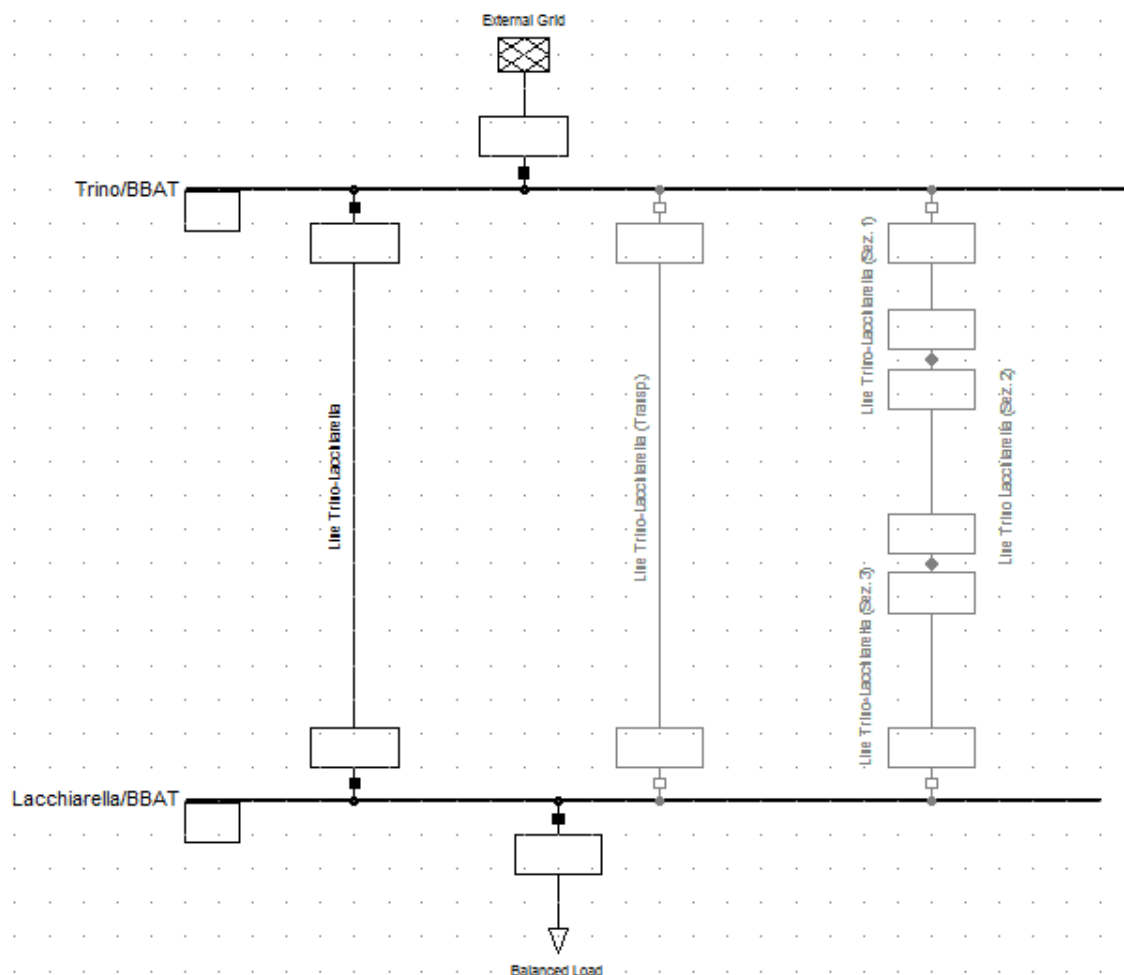 External Grid
Trino/BBAT
Line Trino-Lacchiarella
Line Trino-Lacchiarella (Transp.)
Line Trino-Lacchiarella (Sez. 1)
Line Trino Lacchiarella (Sez. 2)
Line Trino-Lacchiarella (Sez. 3)
Lacchiarella/BBAT
Balanced Load